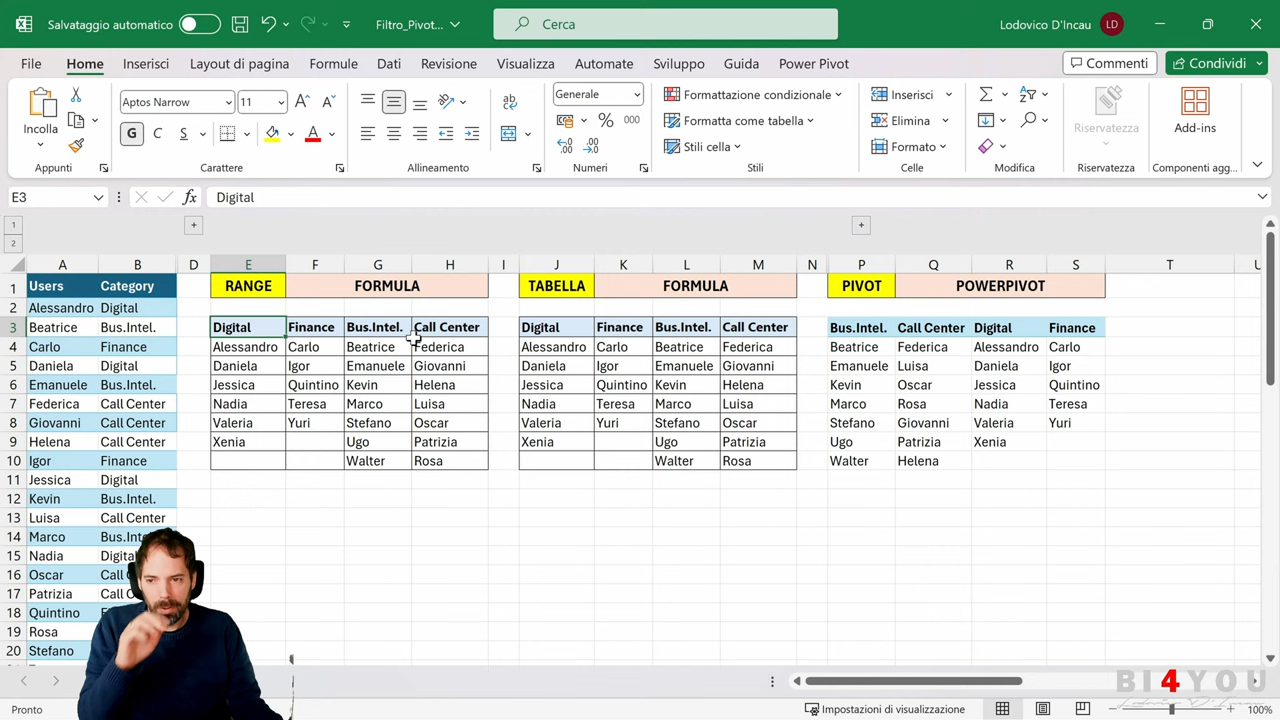 Salvataggio automatico Filtro_Pivot... Cerca Lodovico D'Incau LD
File Home Inserisci Layout di pagina Formule Dati Revisione Visualizza Automate Sviluppo Guida Power Pivot Commenti Condividi
Incolla Aptos Narrow 11 A A ab Generale Formattazione condizionale Inserisci
G C S A % 000 Formatta come tabella Elimina Riservatezza Add-ins
Stili cella Formato
Appunti Carattere Allineamento Numeri Stili Celle Modifica Riservatezza Componenti agg...
E3 fx Digital
1
2
A B D E F G H I J K L M N P Q R S T U
1 Users Category RANGE FORMULA TABELLA FORMULA PIVOT POWERPIVOT
2 Alessandro Digital
3 Beatrice Bus.Intel. Digital Finance Bus.Intel. Call Center Digital Finance Bus.Intel. Call Center Bus.Intel. Call Center Digital Finance
4 Carlo Finance Alessandro Carlo Beatrice Federica Alessandro Carlo Beatrice Federica Beatrice Federica Alessandro Carlo
5 Daniela Digital Daniela Igor Emanuele Giovanni Daniela Igor Emanuele Giovanni Emanuele Luisa Daniela Igor
6 Emanuele Bus.Intel. Jessica Quintino Kevin Helena Jessica Quintino Kevin Helena Kevin Oscar Jessica Quintino
7 Federica Call Center Nadia Teresa Marco Luisa Nadia Teresa Marco Luisa Marco Rosa Nadia Teresa
8 Giovanni Call Center Valeria Yuri Stefano Oscar Valeria Yuri Stefano Oscar Stefano Giovanni Valeria Yuri
9 Helena Call Center Xenia Ugo Patrizia Xenia Ugo Patrizia Ugo Patrizia Xenia
10 Igor Finance Walter Rosa Walter Rosa Walter Helena
11 Jessica Digital
12 Kevin Bus.Intel.
13 Luisa Call Center
14 Marco Bus.Inte
15 Nadia Digita
16 Oscar Call
17 Patrizia Call
18 Quintino
19 Rosa
20 Stefano
BI4YOU
Pronto Impostazioni di visualizzazione 100%